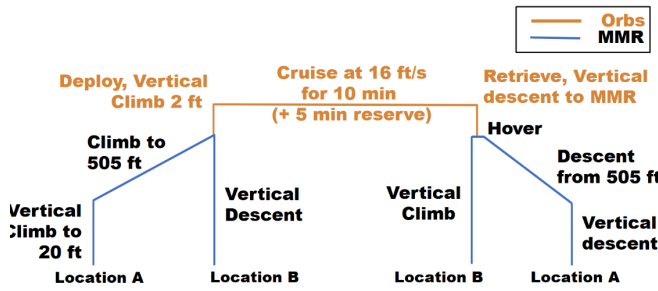 Orbs
MMR
Deploy, Vertical
Climb 2 ft
Cruise at 16 ft/s
for 10 min
(+ 5 min reserve)
Retrieve, Vertical
descent to MMR
Hover
Climb to
505 ft
Descent
from 505 ft
Vertical
Climb to
20 ft
Vertical
Descent
Vertical
Climb
Vertical
descent
Location A
Location B
Location B
Location A